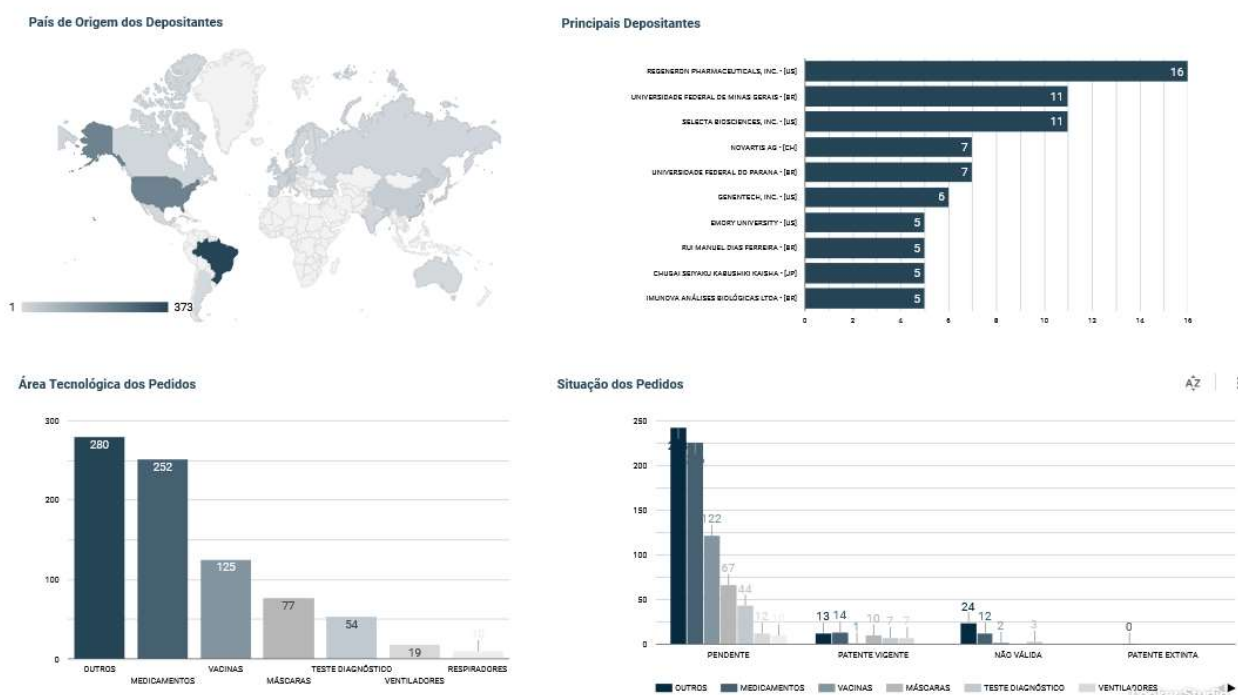 País de Origem dos Depositantes
1
373
Principais Depositantes
REGENERON PHARMACEUTICALS, INC. - [US]
16
UNIVERSIDADE FEDERAL DE MINAS GERAIS - [BR]
11
SELECTA BIOSCIENCES, INC. - [US]
11
NOVARTIS AG - [CH]
7
UNIVERSIDADE FEDERAL DO PARANA - [BR]
7
GENENTECH, INC. - [US]
6
EMORY UNIVERSITY - [US]
5
RUI MANUEL DIAS FERREIRA - [BR]
5
CHUGAI SEIYAKU KABUSHIKI KAISHA - [JP]
5
IMUNOVA ANÁLISES BIOLÓGICAS LTDA - [BR]
5
0 2 4 6 8 10 12 14 16
Área Tecnológica dos Pedidos
300
200
100
0
280
252
125
77
54
19
10
OUTROS
MEDICAMENTOS
VACINAS
MÁSCARAS
TESTE DIAGNÓSTICO
VENTILADORES
RESPIRADORES
Situação dos Pedidos
AZ
250
200
150
100
50
0
122
67
44
12
10
13 14 1 10 7 7
24 12 2 3
0
PENDENTE PATENTE VIGENTE NÃO VÁLIDA PATENTE EXTINTA
OUTROS MEDICAMENTOS VACINAS MÁSCARAS TESTE DIAGNÓSTICO VENTILADORES